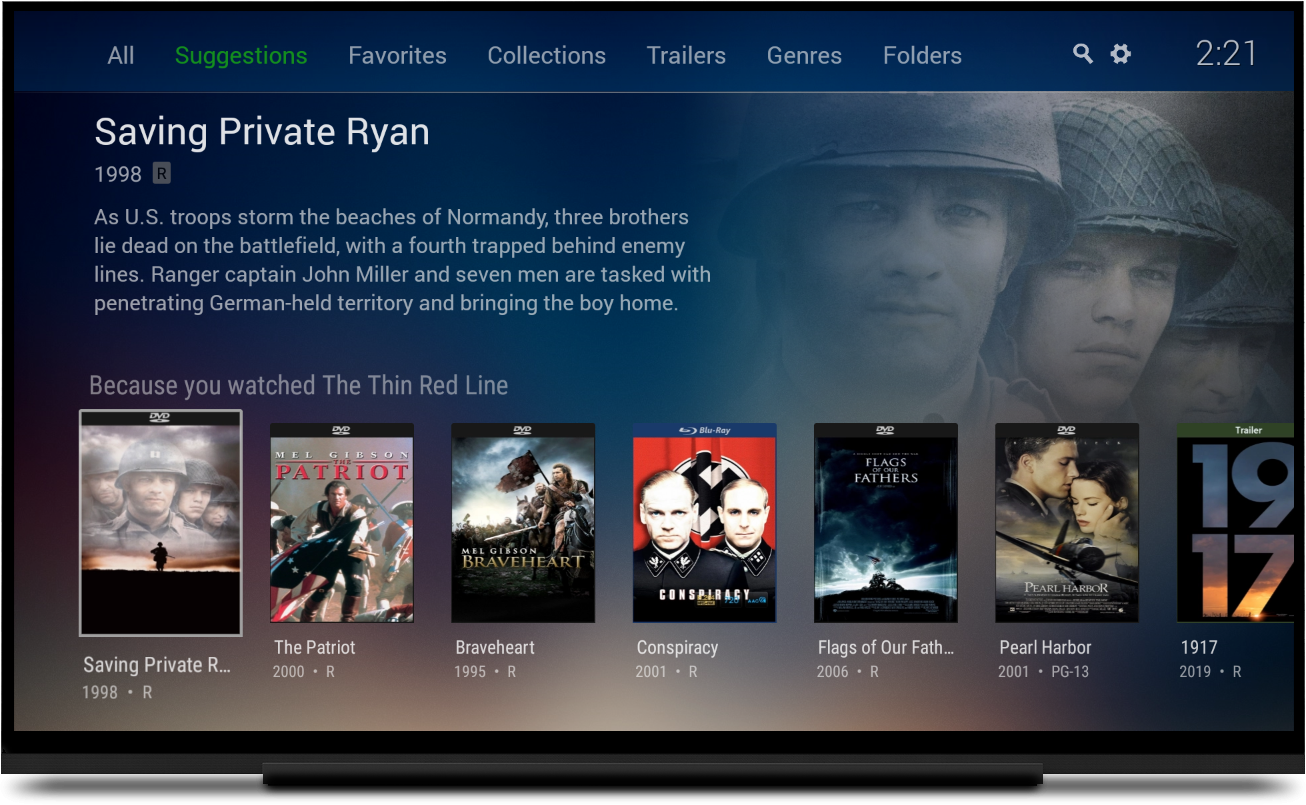 All Suggestions Favorites Collections Trailers Genres Folders 2:21
Saving Private Ryan
1998 R
As U.S. troops storm the beaches of Normandy, three brothers
lie dead on the battlefield, with a fourth trapped behind enemy
lines. Ranger captain John Miller and seven men are tasked with
penetrating German-held territory and bringing the boy home.
Because you watched The Thin Red Line
DVD
DVD
MEL GIBSON
THE
PATRIOT
DVD
MEL GIBSON
BRAVEHEART
Blu-Ray
CONSPIRACY
DVD
FLAGS
OF OUR
FATHERS
DVD
PEARL HARBOR
Trailer
19
17
Saving Private R...
1998 • R
The Patriot
2000 • R
Braveheart
1995 • R
Conspiracy
2001 • R
Flags of Our Fath...
2006 • R
Pearl Harbor
2001 • PG-13
1917
2019 • R